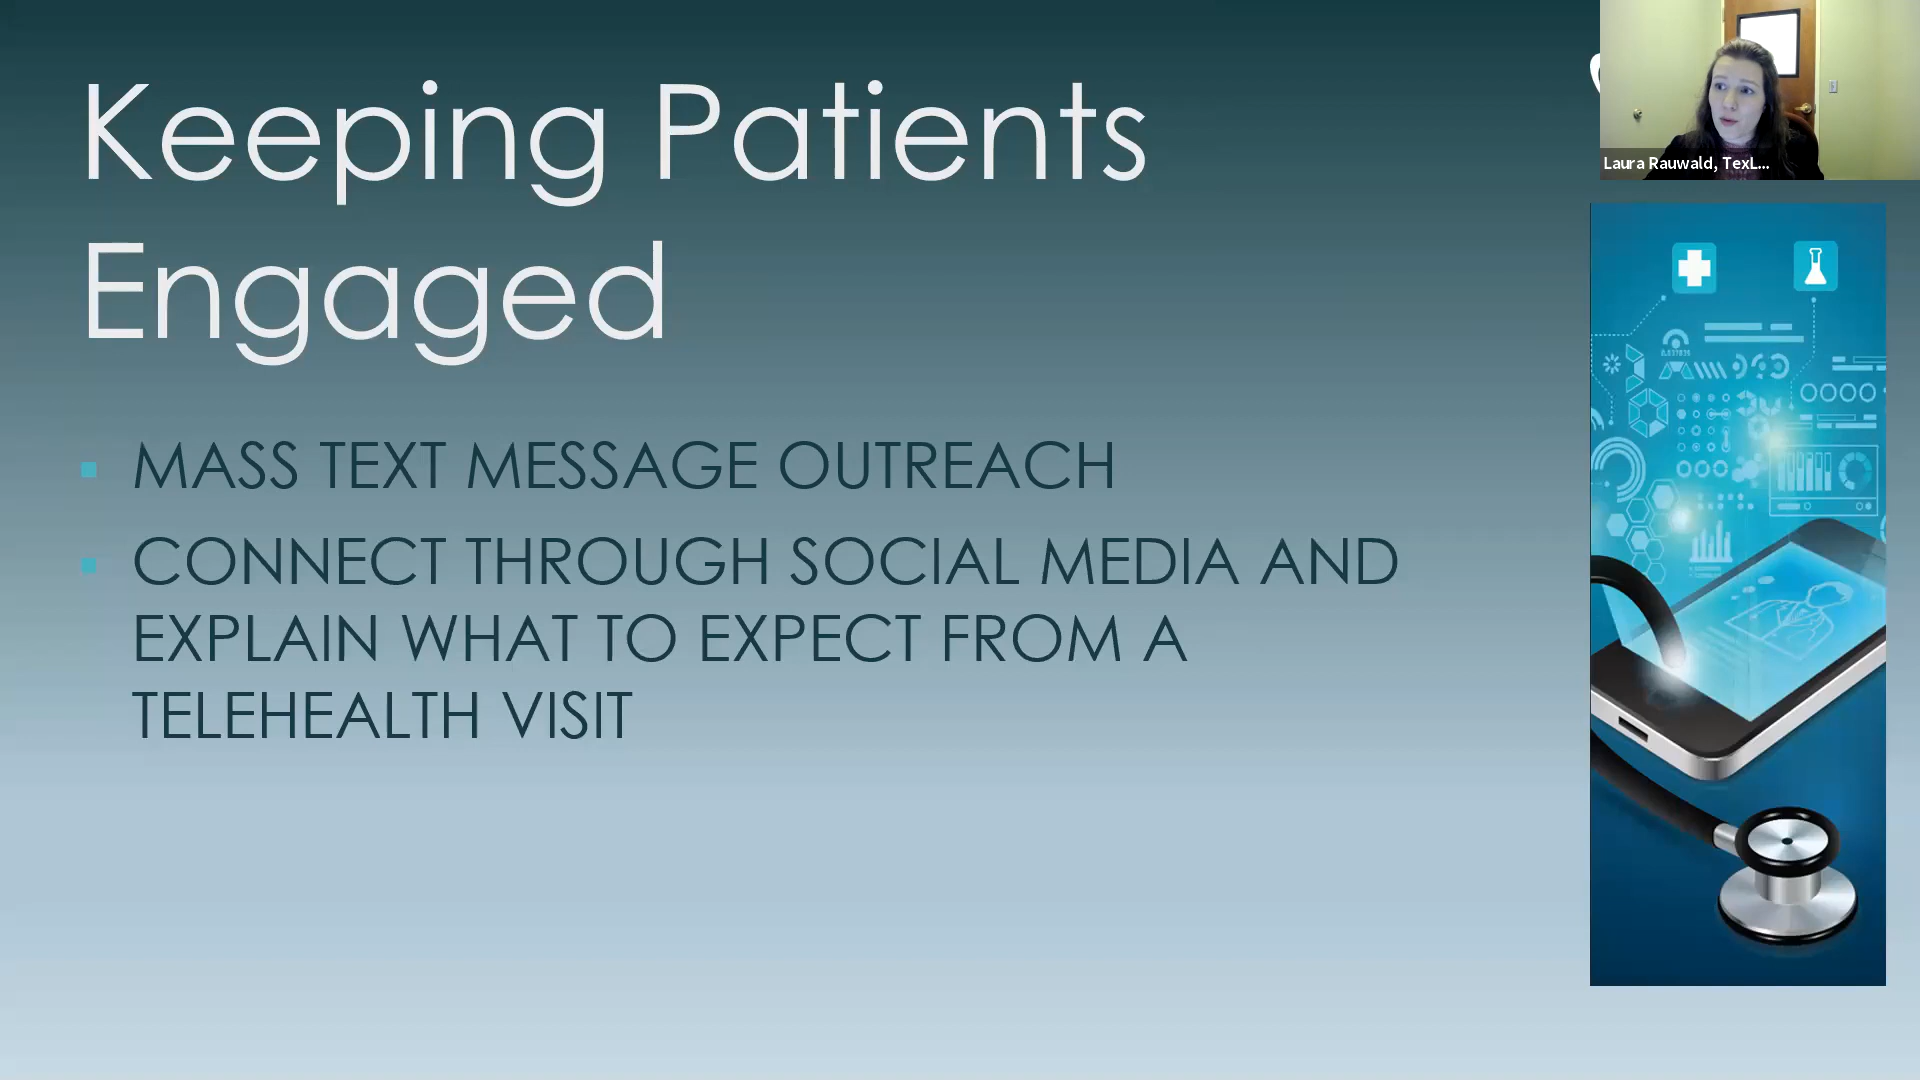 Keeping Patients
Engaged
MASS TEXT MESSAGE OUTREACH
CONNECT THROUGH SOCIAL MEDIA AND
EXPLAIN WHAT TO EXPECT FROM A
TELEHEALTH VISIT
Laura Rauwald, TexL...